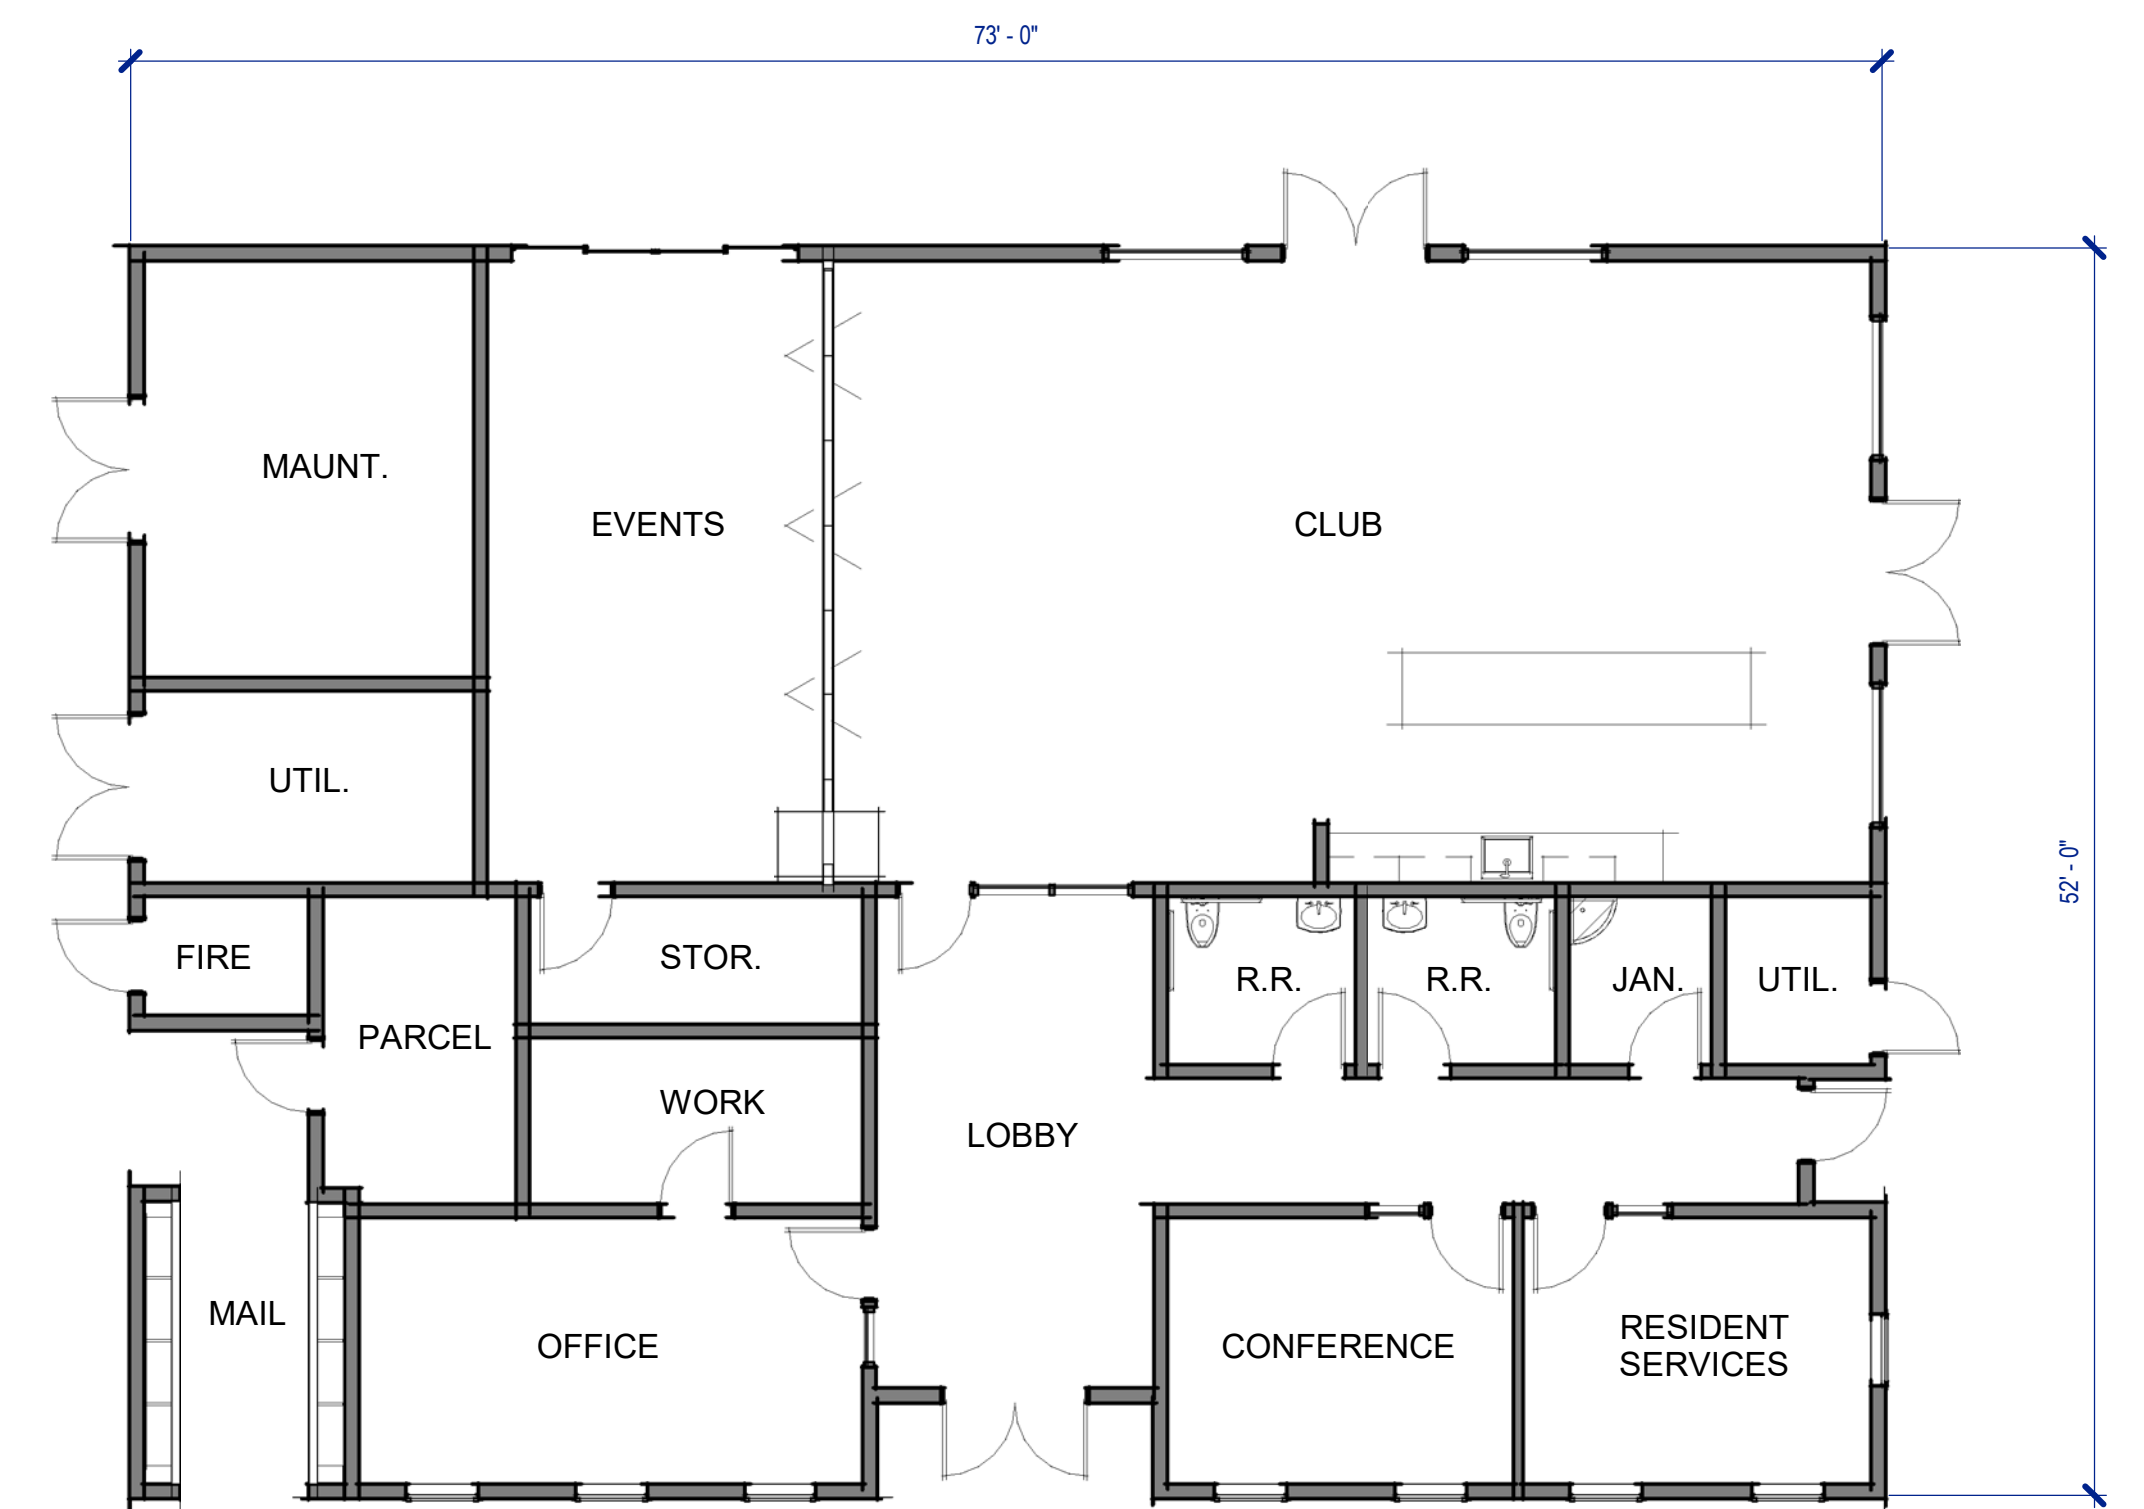 73' - 0"
MAUNT.
EVENTS
CLUB
UTIL.
52' - 0"
FIRE
STOR.
R.R.
R.R.
JAN.
UTIL.
PARCEL
WORK
LOBBY
MAIL
OFFICE
CONFERENCE
RESIDENT
SERVICES